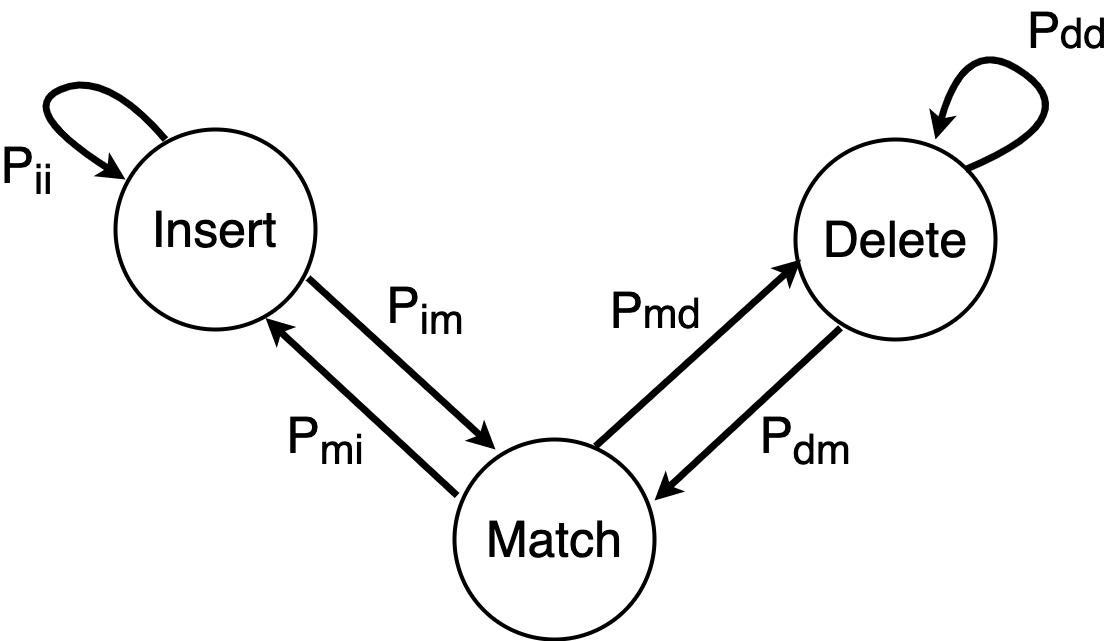 Pdd
Pii
Insert
Delete
Pim
Pmd
Pmi
Pdm
Match